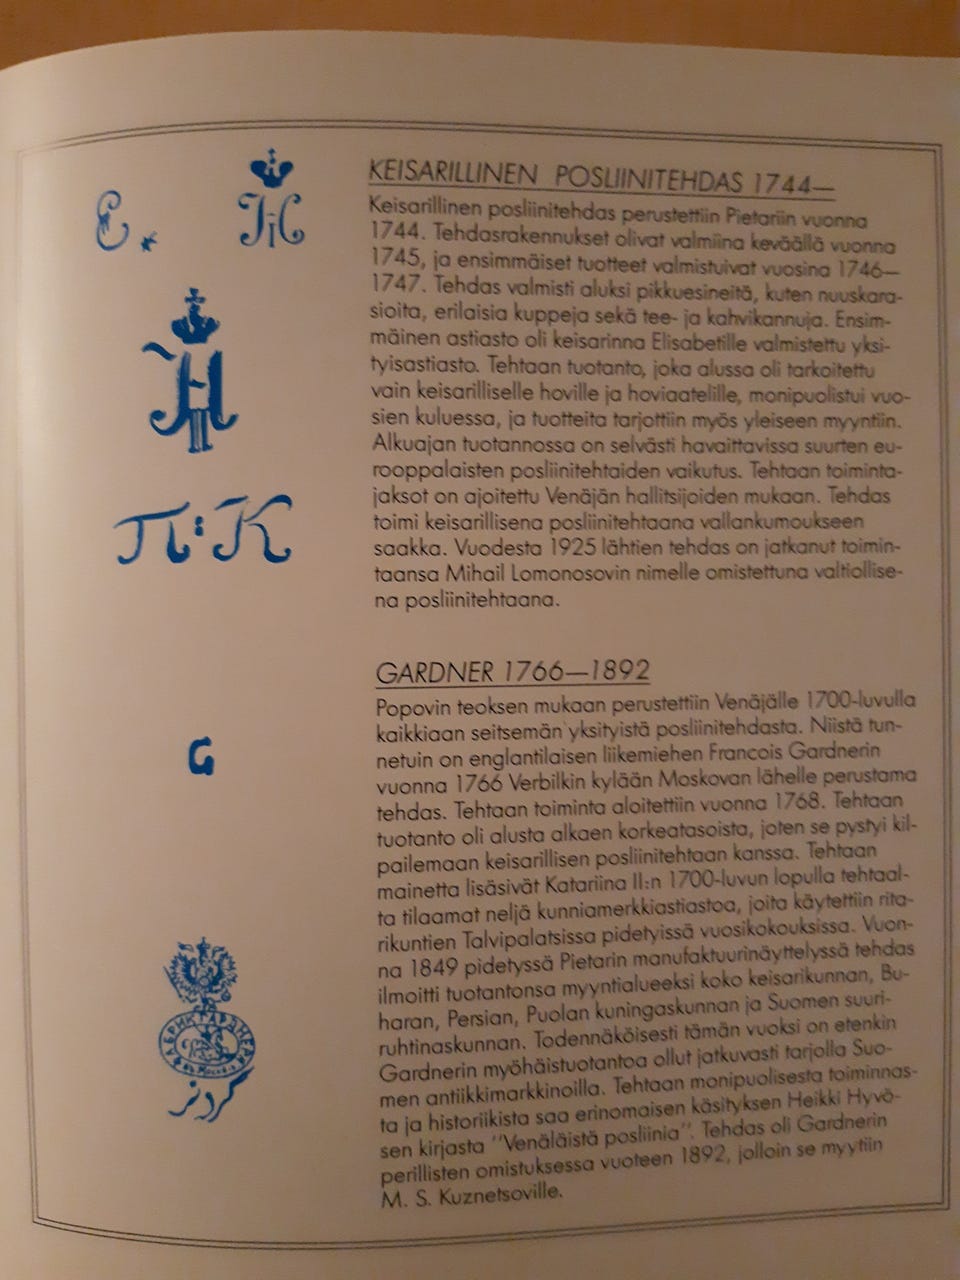 KEISARILLINEN POSLIINITEHDAS 1744—
Keisarillinen posliinitehdas perustettiin Pietariin vuonna
1744. Tehdasrakennukset olivat valmiina keväällä vuonna
1745, ja ensimmäiset tuotteet valmistuivat vuosina 1746—
1747. Tehdas valmisti aluksi pikkuesineitä, kuten nuuskara-
sioita, erilaisia kuppeja sekä tee- ja kahvikannuja. Ensim-
mäinen astiasto oli keisarinna Elisabetille valmistettu yksi-
tyisastiasto. Tehtaan tuotanto, joka alussa oli tarkoitettu
vain keisarilliselle hoville ja hoviaatelille, monipuolistui vuo-
sien kuluessa, ja tuotteita tarjottiin myös yleiseen myyntiin.
Alkuajan tuotannossa on selvästi havaittavissa suurten eu-
rooppalaisten posliinitehtaiden vaikutus. Tehtaan toiminta-
jaksot on ajoitettu Venäjän hallitsijoiden mukaan. Tehdas
toimi keisarillisena posliinitehtaana vallankumoukseen
saakka. Vuodesta 1925 lähtien tehdas on jatkanut toimin-
taansa Mihail Lomonosovin nimelle omistettuna valtiollise-
na posliinitehtaana.
П:К
GARDNER 1766—1892
Popovin teoksen mukaan perustettiin Venäjälle 1700-luvulla
kaikkiaan seitsemän yksityistä posliinitehdasta. Niistä tun-
netuin on englantilaisen liikemiehen Francois Gardnerin
vuonna 1766 Verbilkin kylään Moskovan lähelle perustama
tehdas. Tehtaan toiminta aloitettiin vuonna 1768. Tehtaan
tuotanto oli alusta alkaen korkeatasoista, joten se pystyi kil-
pailemaan keisarillisen posliinitehtaan kanssa. Tehtaan
mainetta lisäsivät Katariina II:n 1700-luvun lopulla tehtaal-
ta tilaamat neljä kunniamerkkiastiastoa, joita käytettiin rita-
rikuntien Talvipalatsissa pidetyissä vuosikokouksissa. Vuon-
na 1849 pidetyssä Pietarin manufaktuurinäyttelyssä tehdas
ilmoitti tuotantonsa myyntialueeksi koko keisarikunnan, Bu-
haran, Persian, Puolan kuningaskunnan ja Suomen suuri-
ruhtinaskunnan. Todennäköisesti tämän vuoksi on etenkin
Gardnerin myöhäistuotantoa ollut jatkuvasti tarjolla Suo-
men antiikkimarkkinoilla. Tehtaan monipuolisesta toiminnas-
ta ja historiikista saa erinomaisen käsityksen Heikki Hyvö-
sen kirjasta "Venäläistä posliinia". Tehdas oli Gardnerin
perillisten omistuksessa vuoteen 1892, jolloin se myytiin
M. S. Kuznetsoville.
G